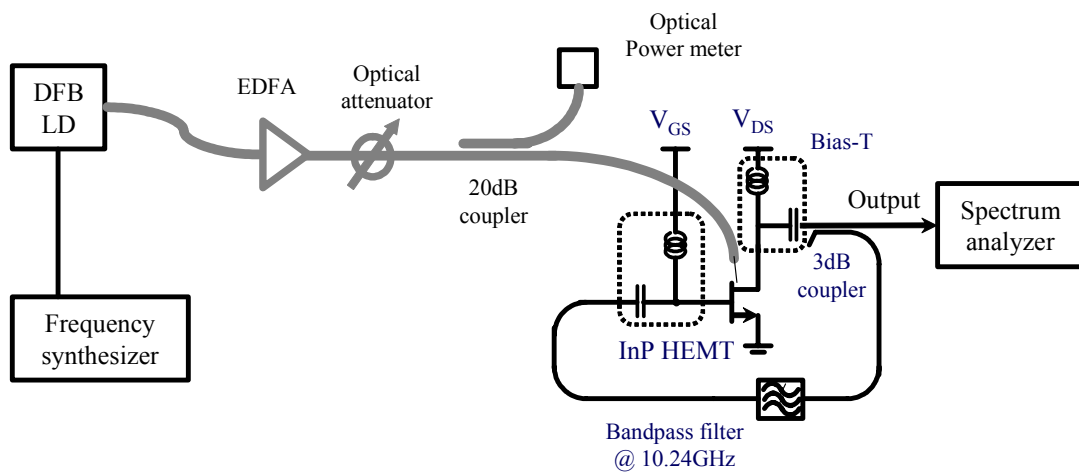 Optical
Power meter
DFB
LD
EDFA
Optical
attenuator
V_GS
V_DS
Bias-T
20dB
coupler
Output
Spectrum
analyzer
3dB
coupler
Frequency
synthesizer
InP HEMT
Bandpass filter
@ 10.24GHz